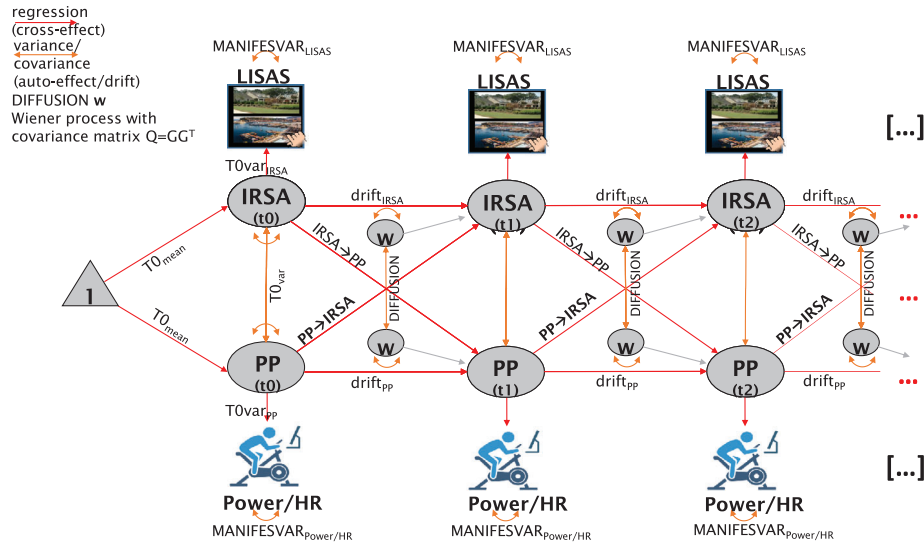 regression
(cross-effect)
variance/
covariance
(auto-effect/drift)
DIFFUSION w
Wiener process with
covariance matrix Q=GGᵀ
MANIFESVAR_LISAS
MANIFESVAR_LISAS
MANIFESVAR_LISAS
LISAS
LISAS
LISAS
[...]
T0var_IRSA
IRSA
(t0)
drift_IRSA
IRSA
(t1)
drift_IRSA
IRSA
(t2)
drift_IRSA
...
w
w
w
T0_mean
IRSA→PP
IRSA→PP
IRSA→PP
1
T0_var
DIFFUSION
DIFFUSION
DIFFUSION
...
T0_mean
PP→IRSA
PP→IRSA
PP→IRSA
w
w
w
PP
(t0)
drift_PP
PP
(t1)
drift_PP
PP
(t2)
drift_PP
...
T0var_PP
[...]
Power/HR
Power/HR
Power/HR
MANIFESVAR_Power/HR
MANIFESVAR_Power/HR
MANIFESVAR_Power/HR